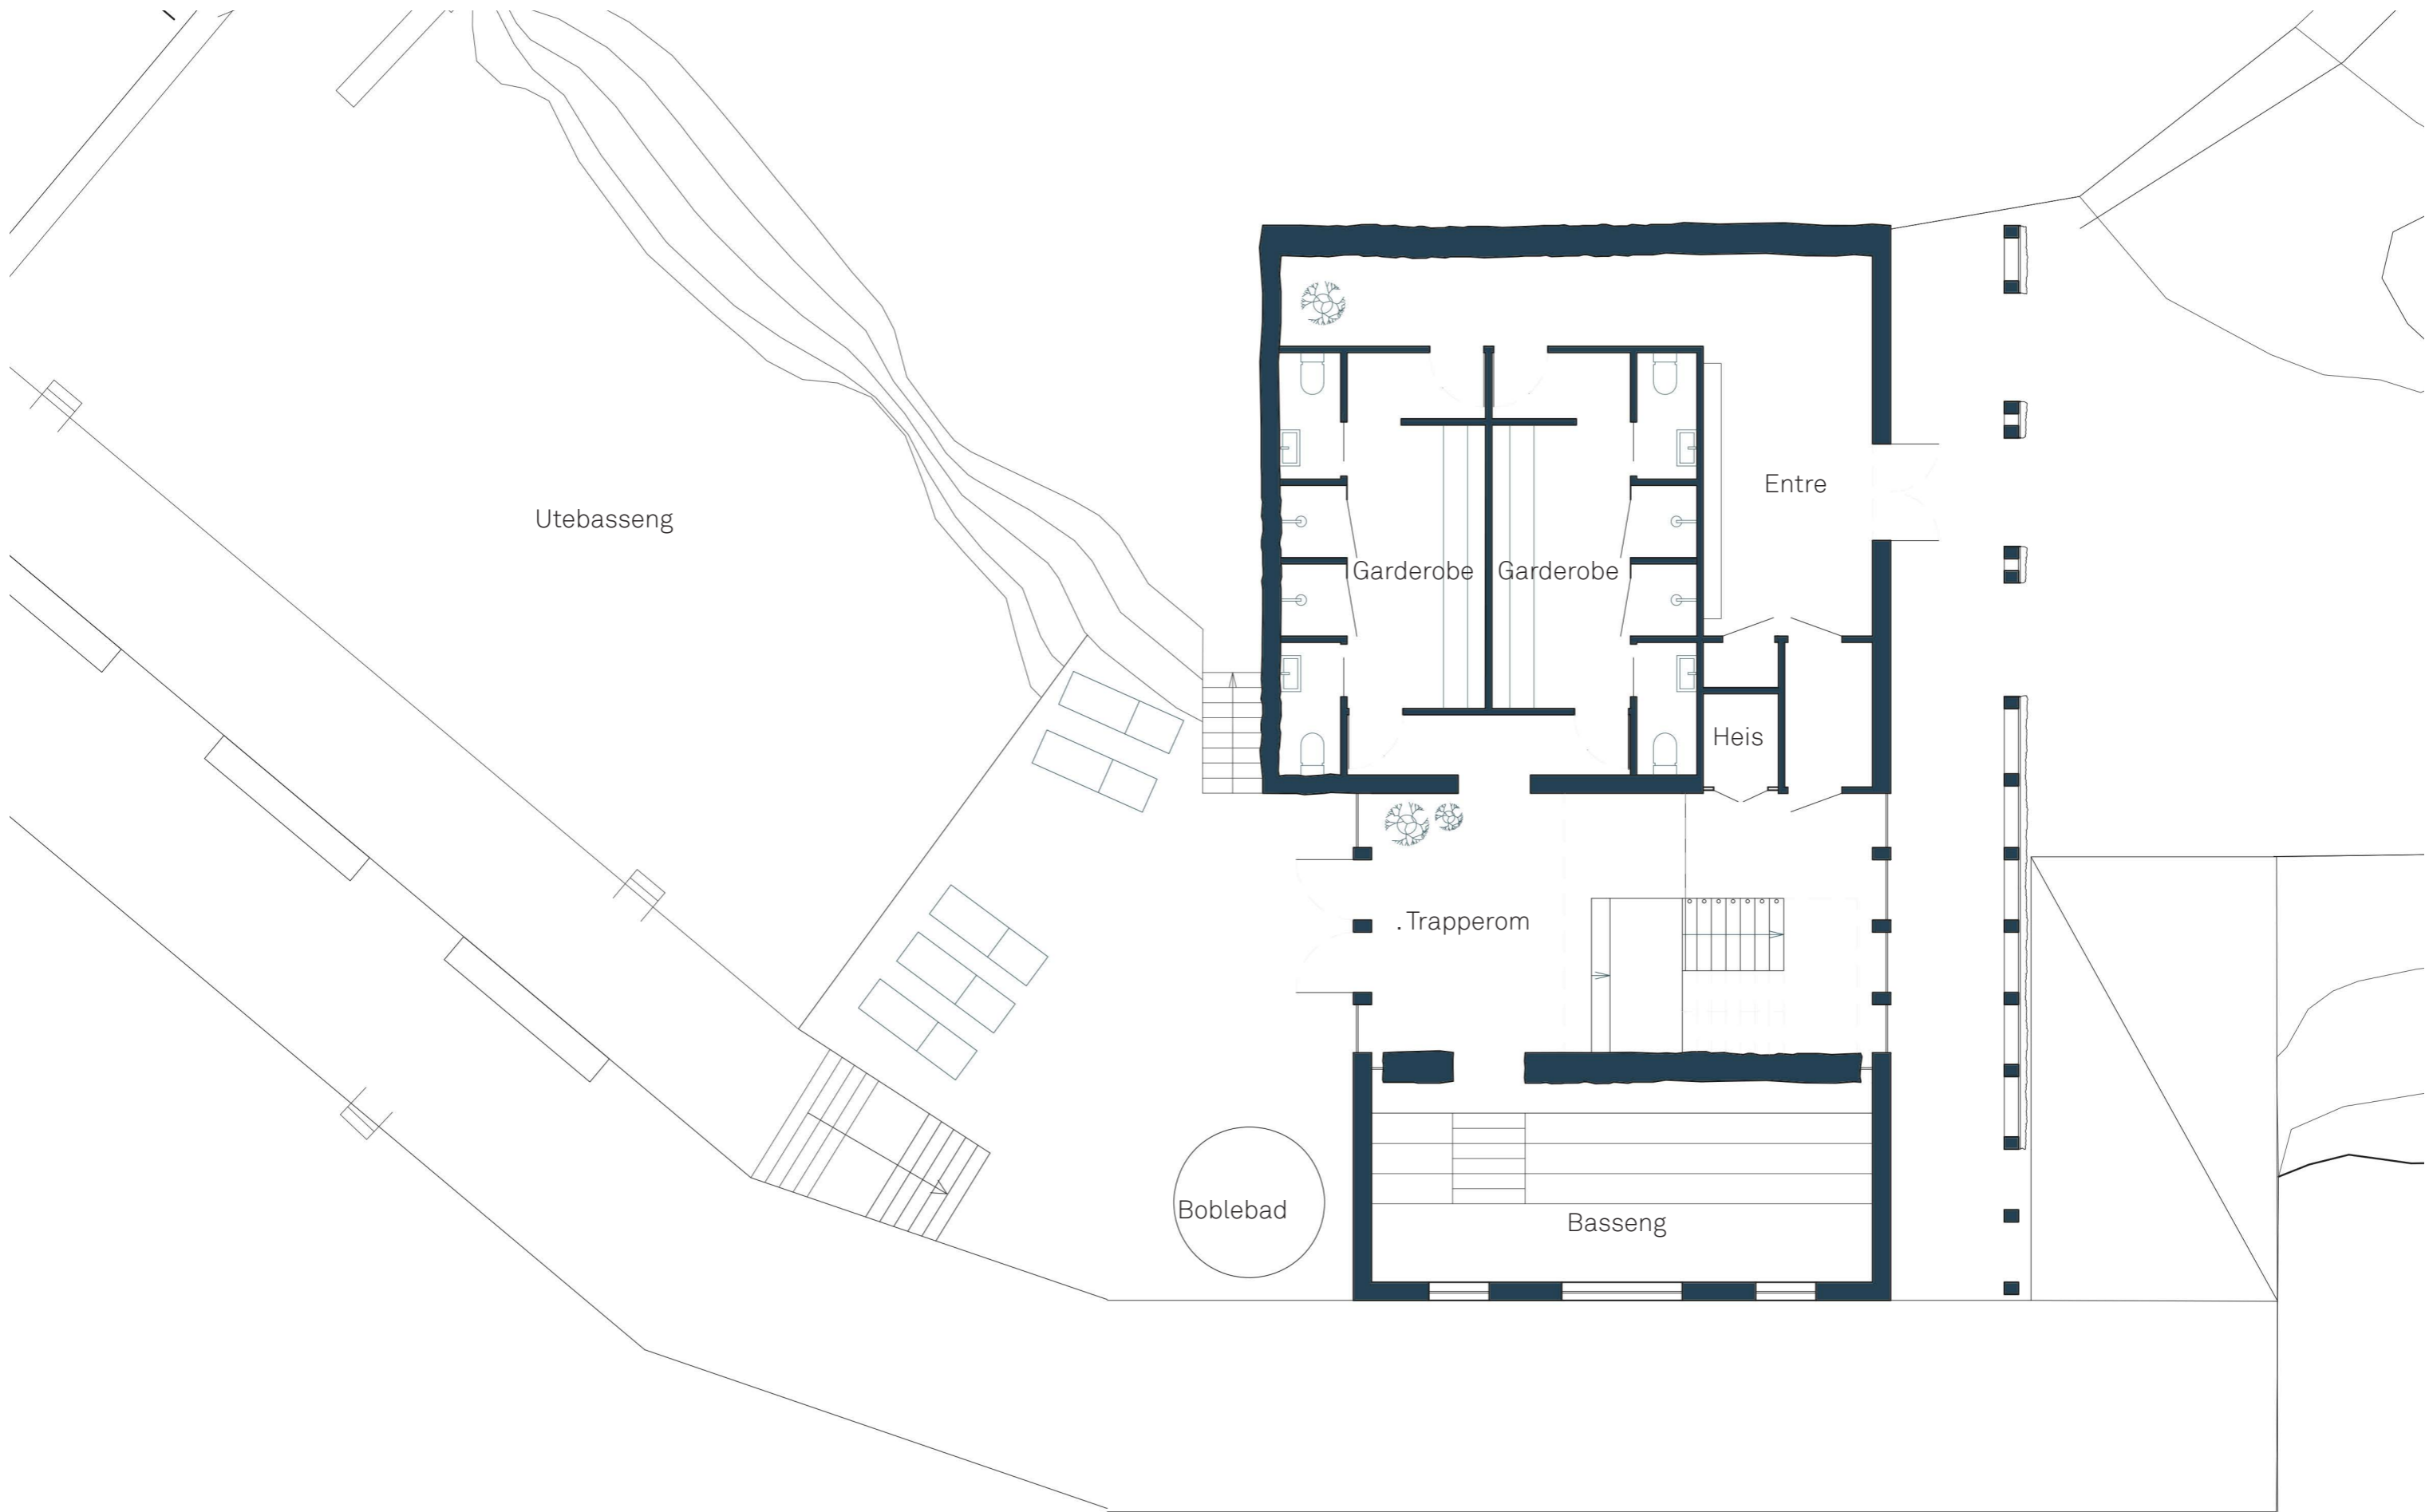 Entre
Utebasseng
Garderobe
Garderobe
Heis
. Trapperom
Boblebad
Basseng